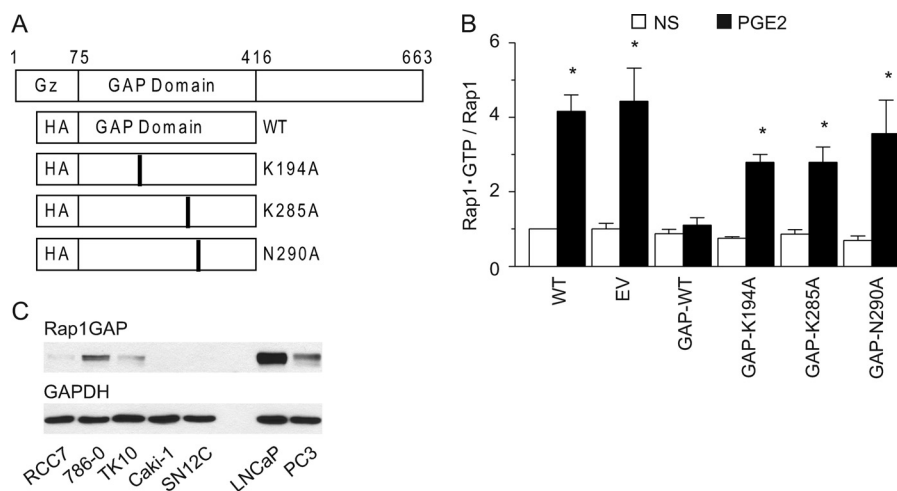 A
1 75 416 663
Gz GAP Domain
HA GAP Domain WT
HA K194A
HA K285A
HA N290A
B
NS PGE2
Rap1·GTP / Rap1
6
4
2
0
* * * * *
WT EV GAP-WT GAP-K194A GAP-K285A GAP-N290A
C
Rap1GAP
GAPDH
RCC7 786-0 TK10 Caki-1 SN12C LNCaP PC3